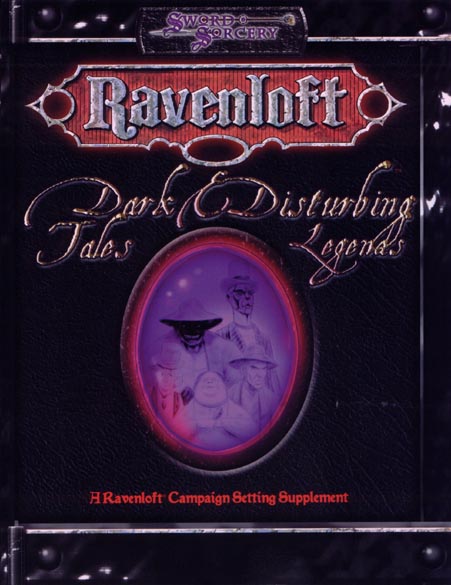 SWORD & SORCERY
Ravenloft
Dark & Disturbing
Tales Legends
A Ravenloft Campaign Setting Supplement